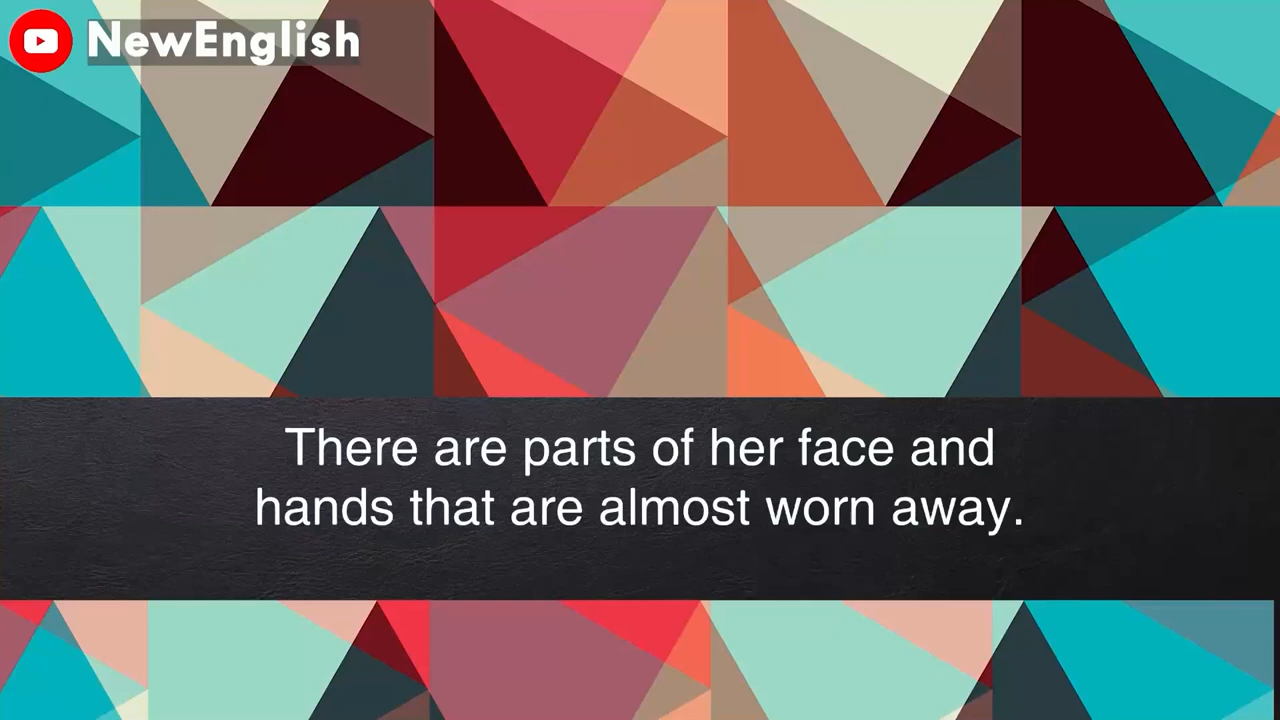 NewEnglish
There are parts of her face and
hands that are almost worn away.